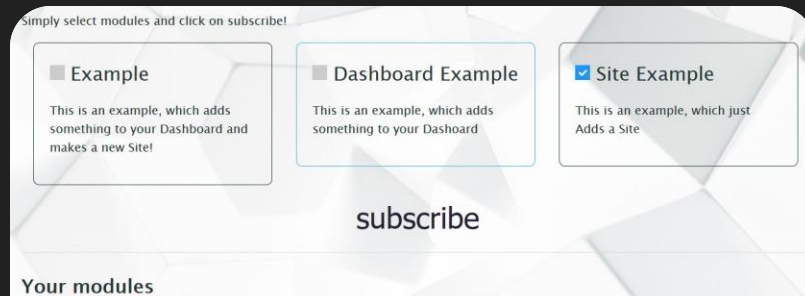 Simply select modules and click on subscribe!
Example
This is an example, which adds
something to your Dashboard and
makes a new Site!
Dashboard Example
This is an example, which adds
something to your Dashoard
Site Example
This is an example, which just
Adds a Site
subscribe
Your modules